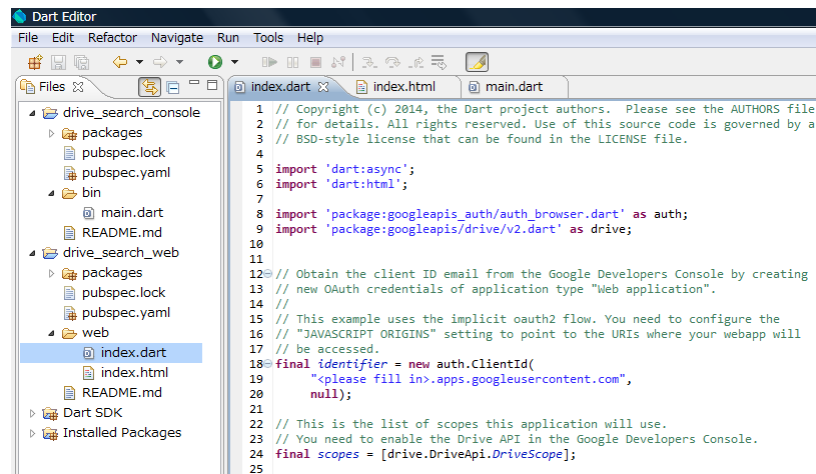 Dart Editor
File Edit Refactor Navigate Run Tools Help
Files
drive_search_console
packages
pubspec.lock
pubspec.yaml
bin
main.dart
README.md
drive_search_web
packages
pubspec.lock
pubspec.yaml
web
index.dart
index.html
README.md
Dart SDK
Installed Packages
index.dart index.html main.dart
1 // Copyright (c) 2014, the Dart project authors.  Please see the AUTHORS file
2 // for details. All rights reserved. Use of this source code is governed by a
3 // BSD-style license that can be found in the LICENSE file.
4
5 import 'dart:async';
6 import 'dart:html';
7
8 import 'package:googleapis_auth/auth_browser.dart' as auth;
9 import 'package:googleapis/drive/v2.dart' as drive;
10
11
12 // Obtain the client ID email from the Google Developers Console by creating
13 // new OAuth credentials of application type "Web application".
14 //
15 // This example uses the implicit oauth2 flow. You need to configure the
16 // "JAVASCRIPT ORIGINS" setting to point to the URIs where your webapp will
17 // be accessed.
18 final identifier = new auth.ClientId(
19     "<please fill in>.apps.googleusercontent.com",
20     null);
21
22 // This is the list of scopes this application will use.
23 // You need to enable the Drive API in the Google Developers Console.
24 final scopes = [drive.DriveApi.DriveScope];
25